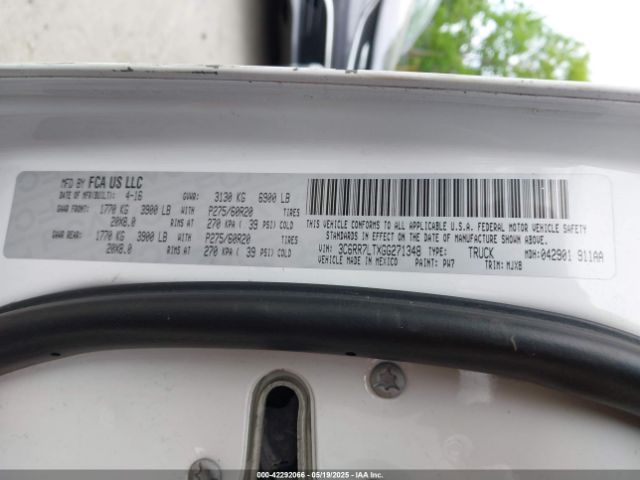 MFD BY FCA US LLC
DATE OF MFR(BUILT): 4-16 GVWR: 3130 KG 6900 LB
GAWR FRONT: 1770 KG 3900 LB WITH P275/60R20 TIRES
20X8.0 RIMS AT 270 KPA ( 39 PSI) COLD
GAWR REAR: 1770 KG 3900 LB WITH P275/60R20 TIRES
20X8.0 RIMS AT 270 KPA ( 39 PSI) COLD
THIS VEHICLE CONFORMS TO ALL APPLICABLE U.S.A. FEDERAL MOTOR VEHICLE SAFETY
STANDARDS IN EFFECT ON THE DATE OF MANUFACTURE SHOWN ABOVE.
VIN: 3C6RR7LTXGG271348 TYPE: TRUCK MDH: 042901 911AA
VEHICLE MADE IN MEXICO PAINT: PW7 TRIM: MJX8
000-42292066 - 05/19/2025 - IAAI.COM